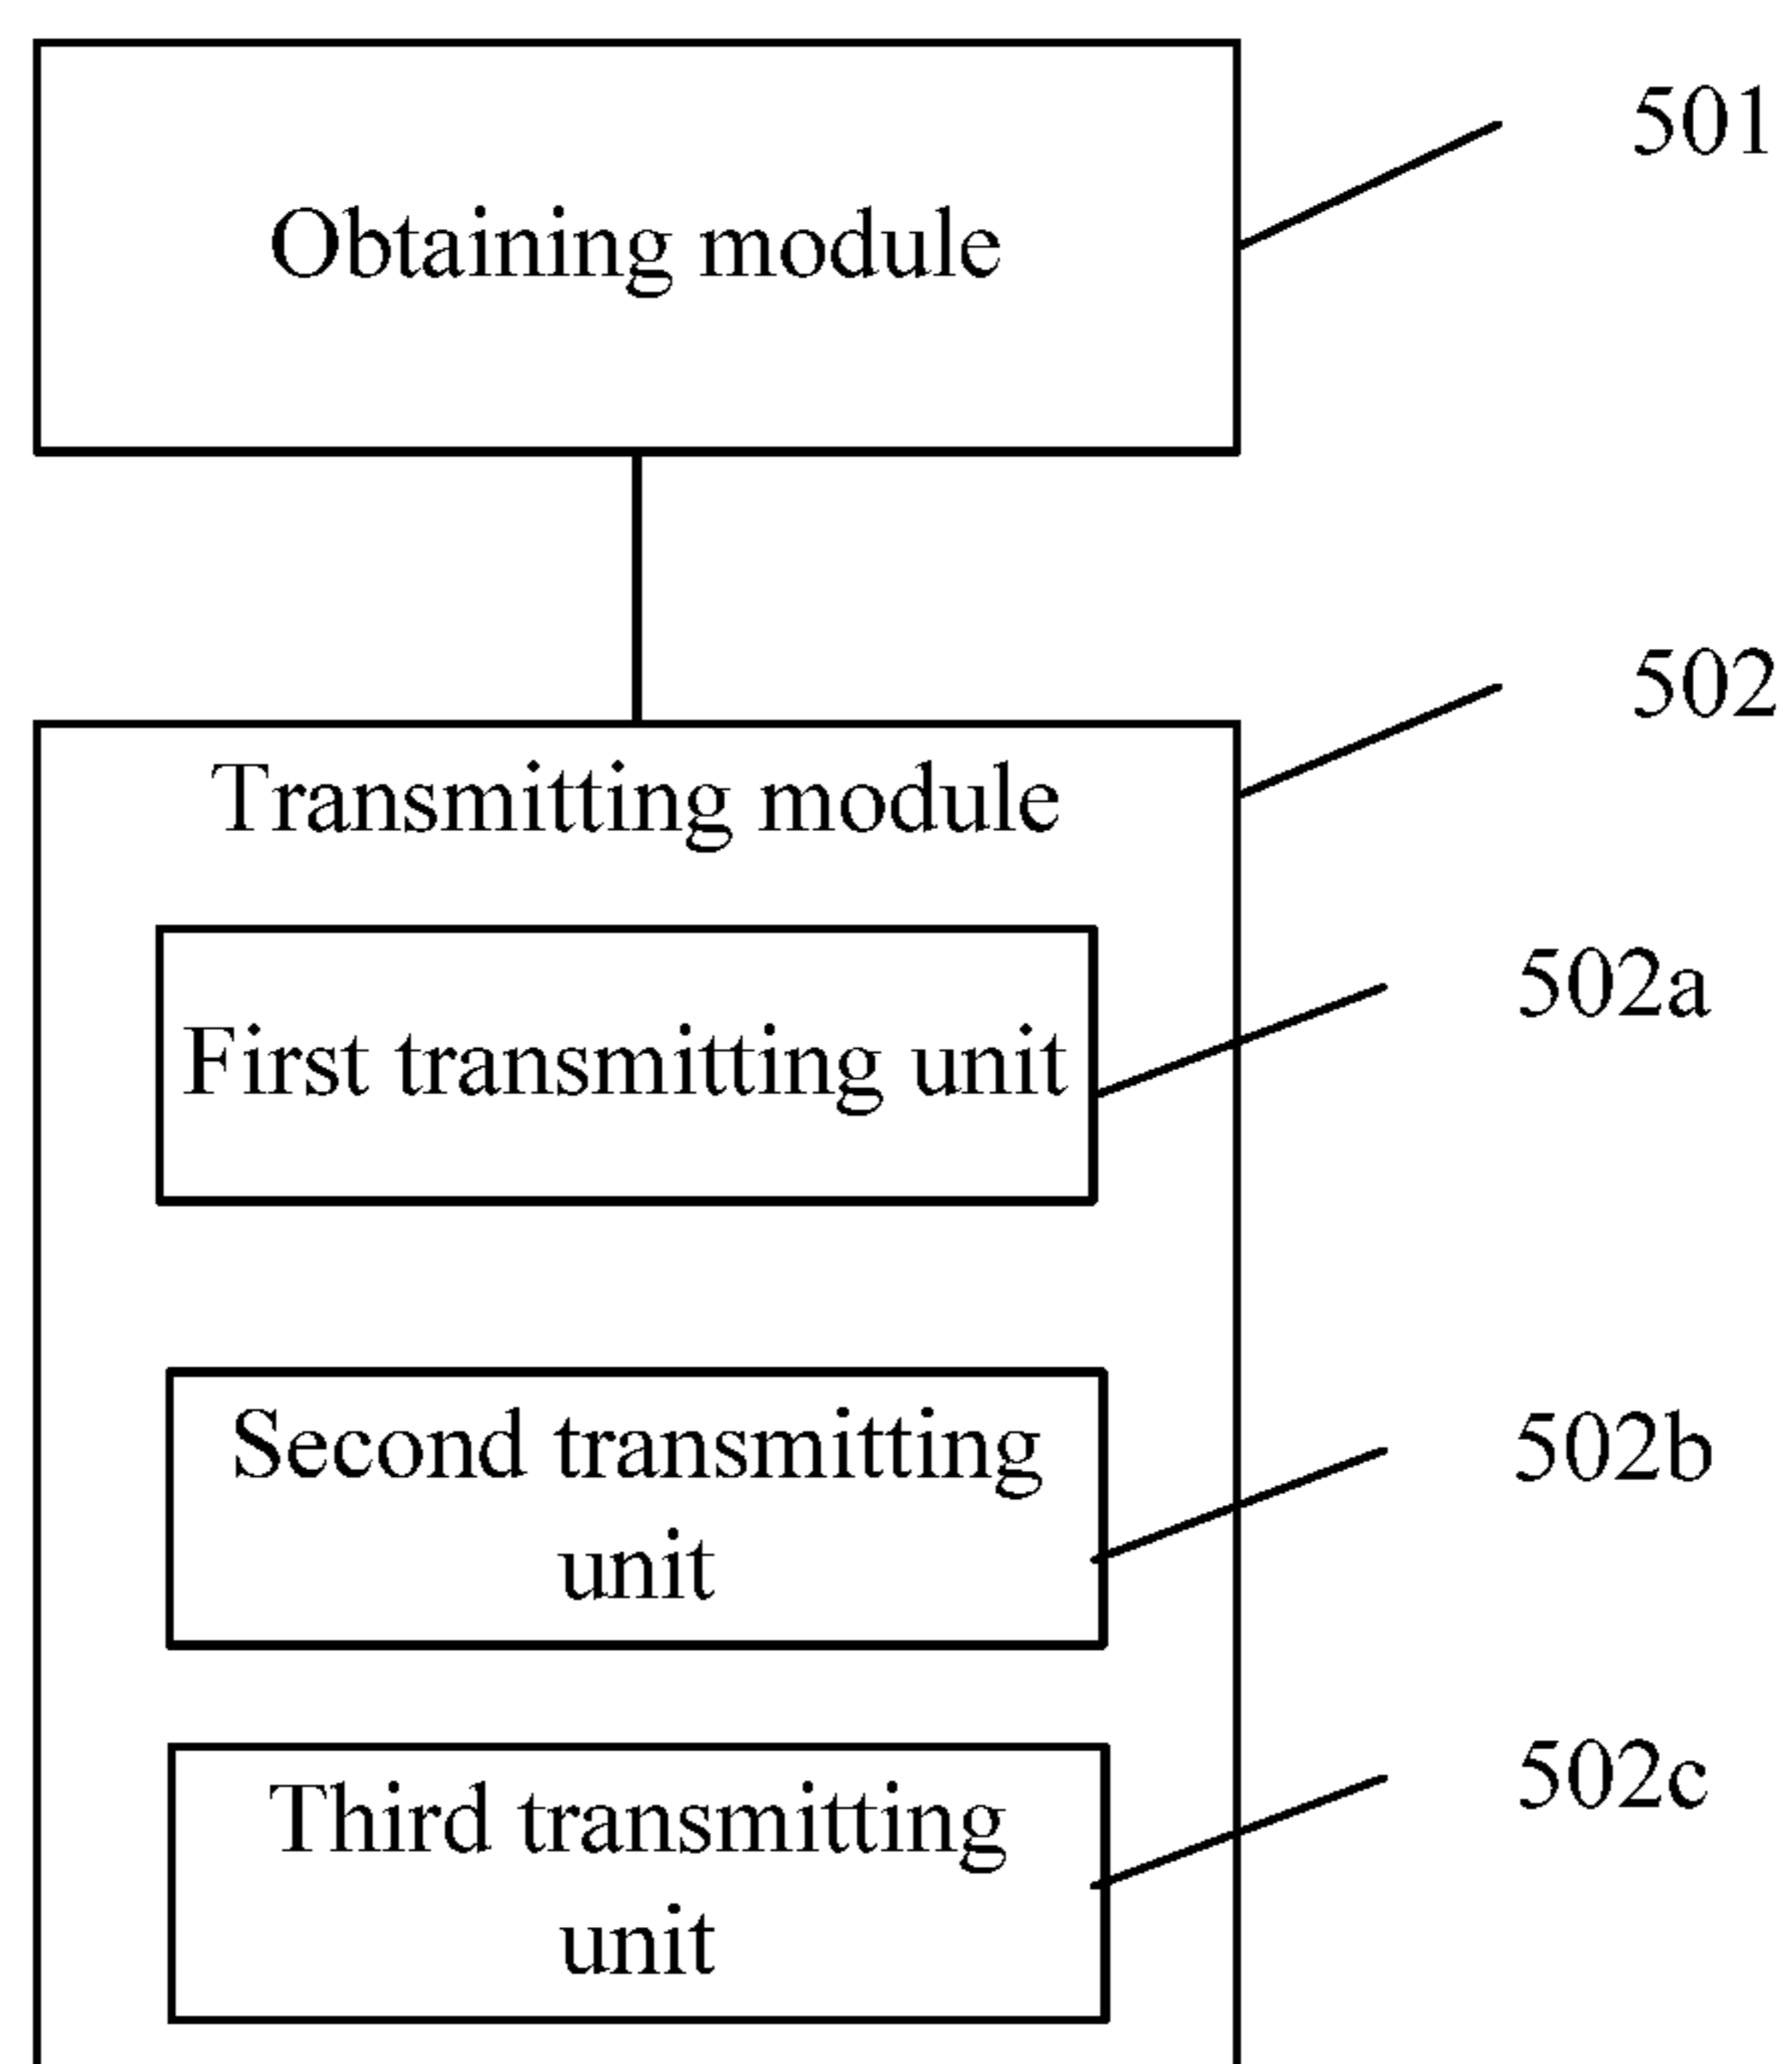 501
Obtaining module
502
Transmitting module
502a
First transmitting unit
502b
Second transmitting
unit
502c
Third transmitting
unit